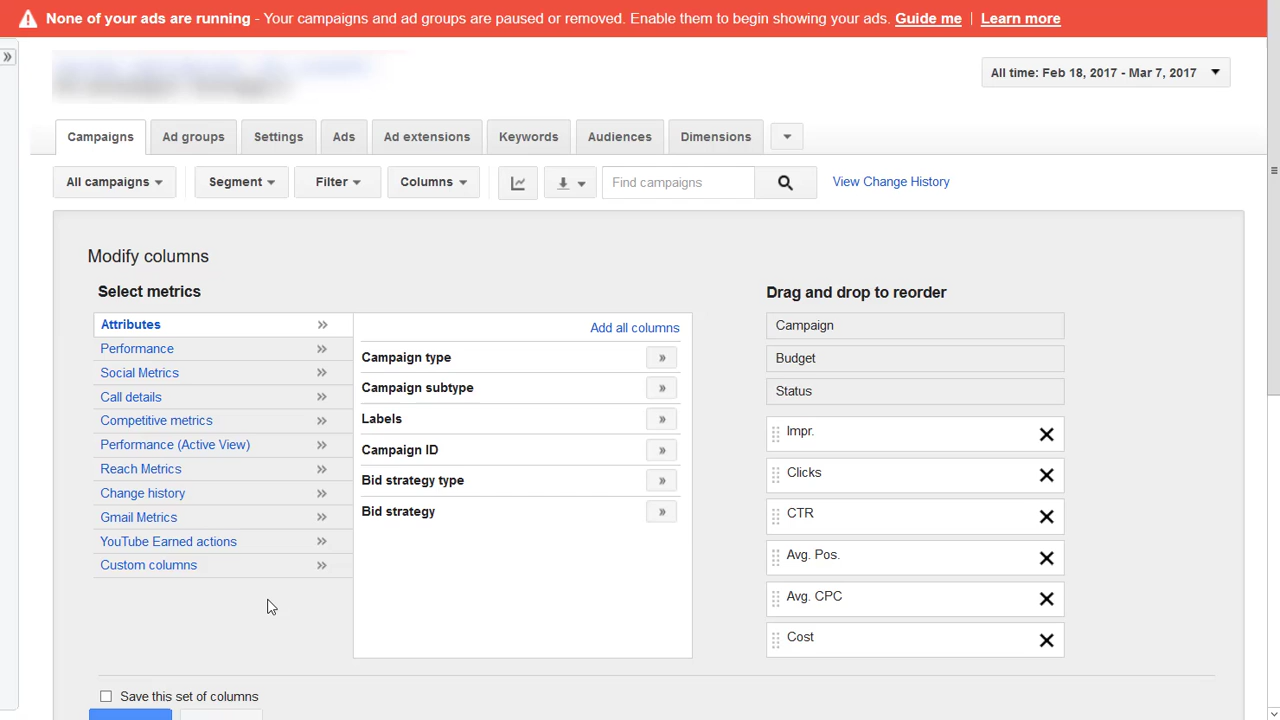 None of your ads are running - Your campaigns and ad groups are paused or removed. Enable them to begin showing your ads. Guide me | Learn more
All time: Feb 18, 2017 - Mar 7, 2017
Campaigns
Ad groups
Settings
Ads
Ad extensions
Keywords
Audiences
Dimensions
All campaigns
Segment
Filter
Columns
Find campaigns
View Change History
Modify columns
Select metrics
Attributes »
Performance »
Social Metrics »
Call details »
Competitive metrics »
Performance (Active View) »
Reach Metrics »
Change history »
Gmail Metrics »
YouTube Earned actions »
Custom columns »
Add all columns
Campaign type »
Campaign subtype »
Labels »
Campaign ID »
Bid strategy type »
Bid strategy »
Drag and drop to reorder
Campaign
Budget
Status
Impr.
Clicks
CTR
Avg. Pos.
Avg. CPC
Cost
Save this set of columns